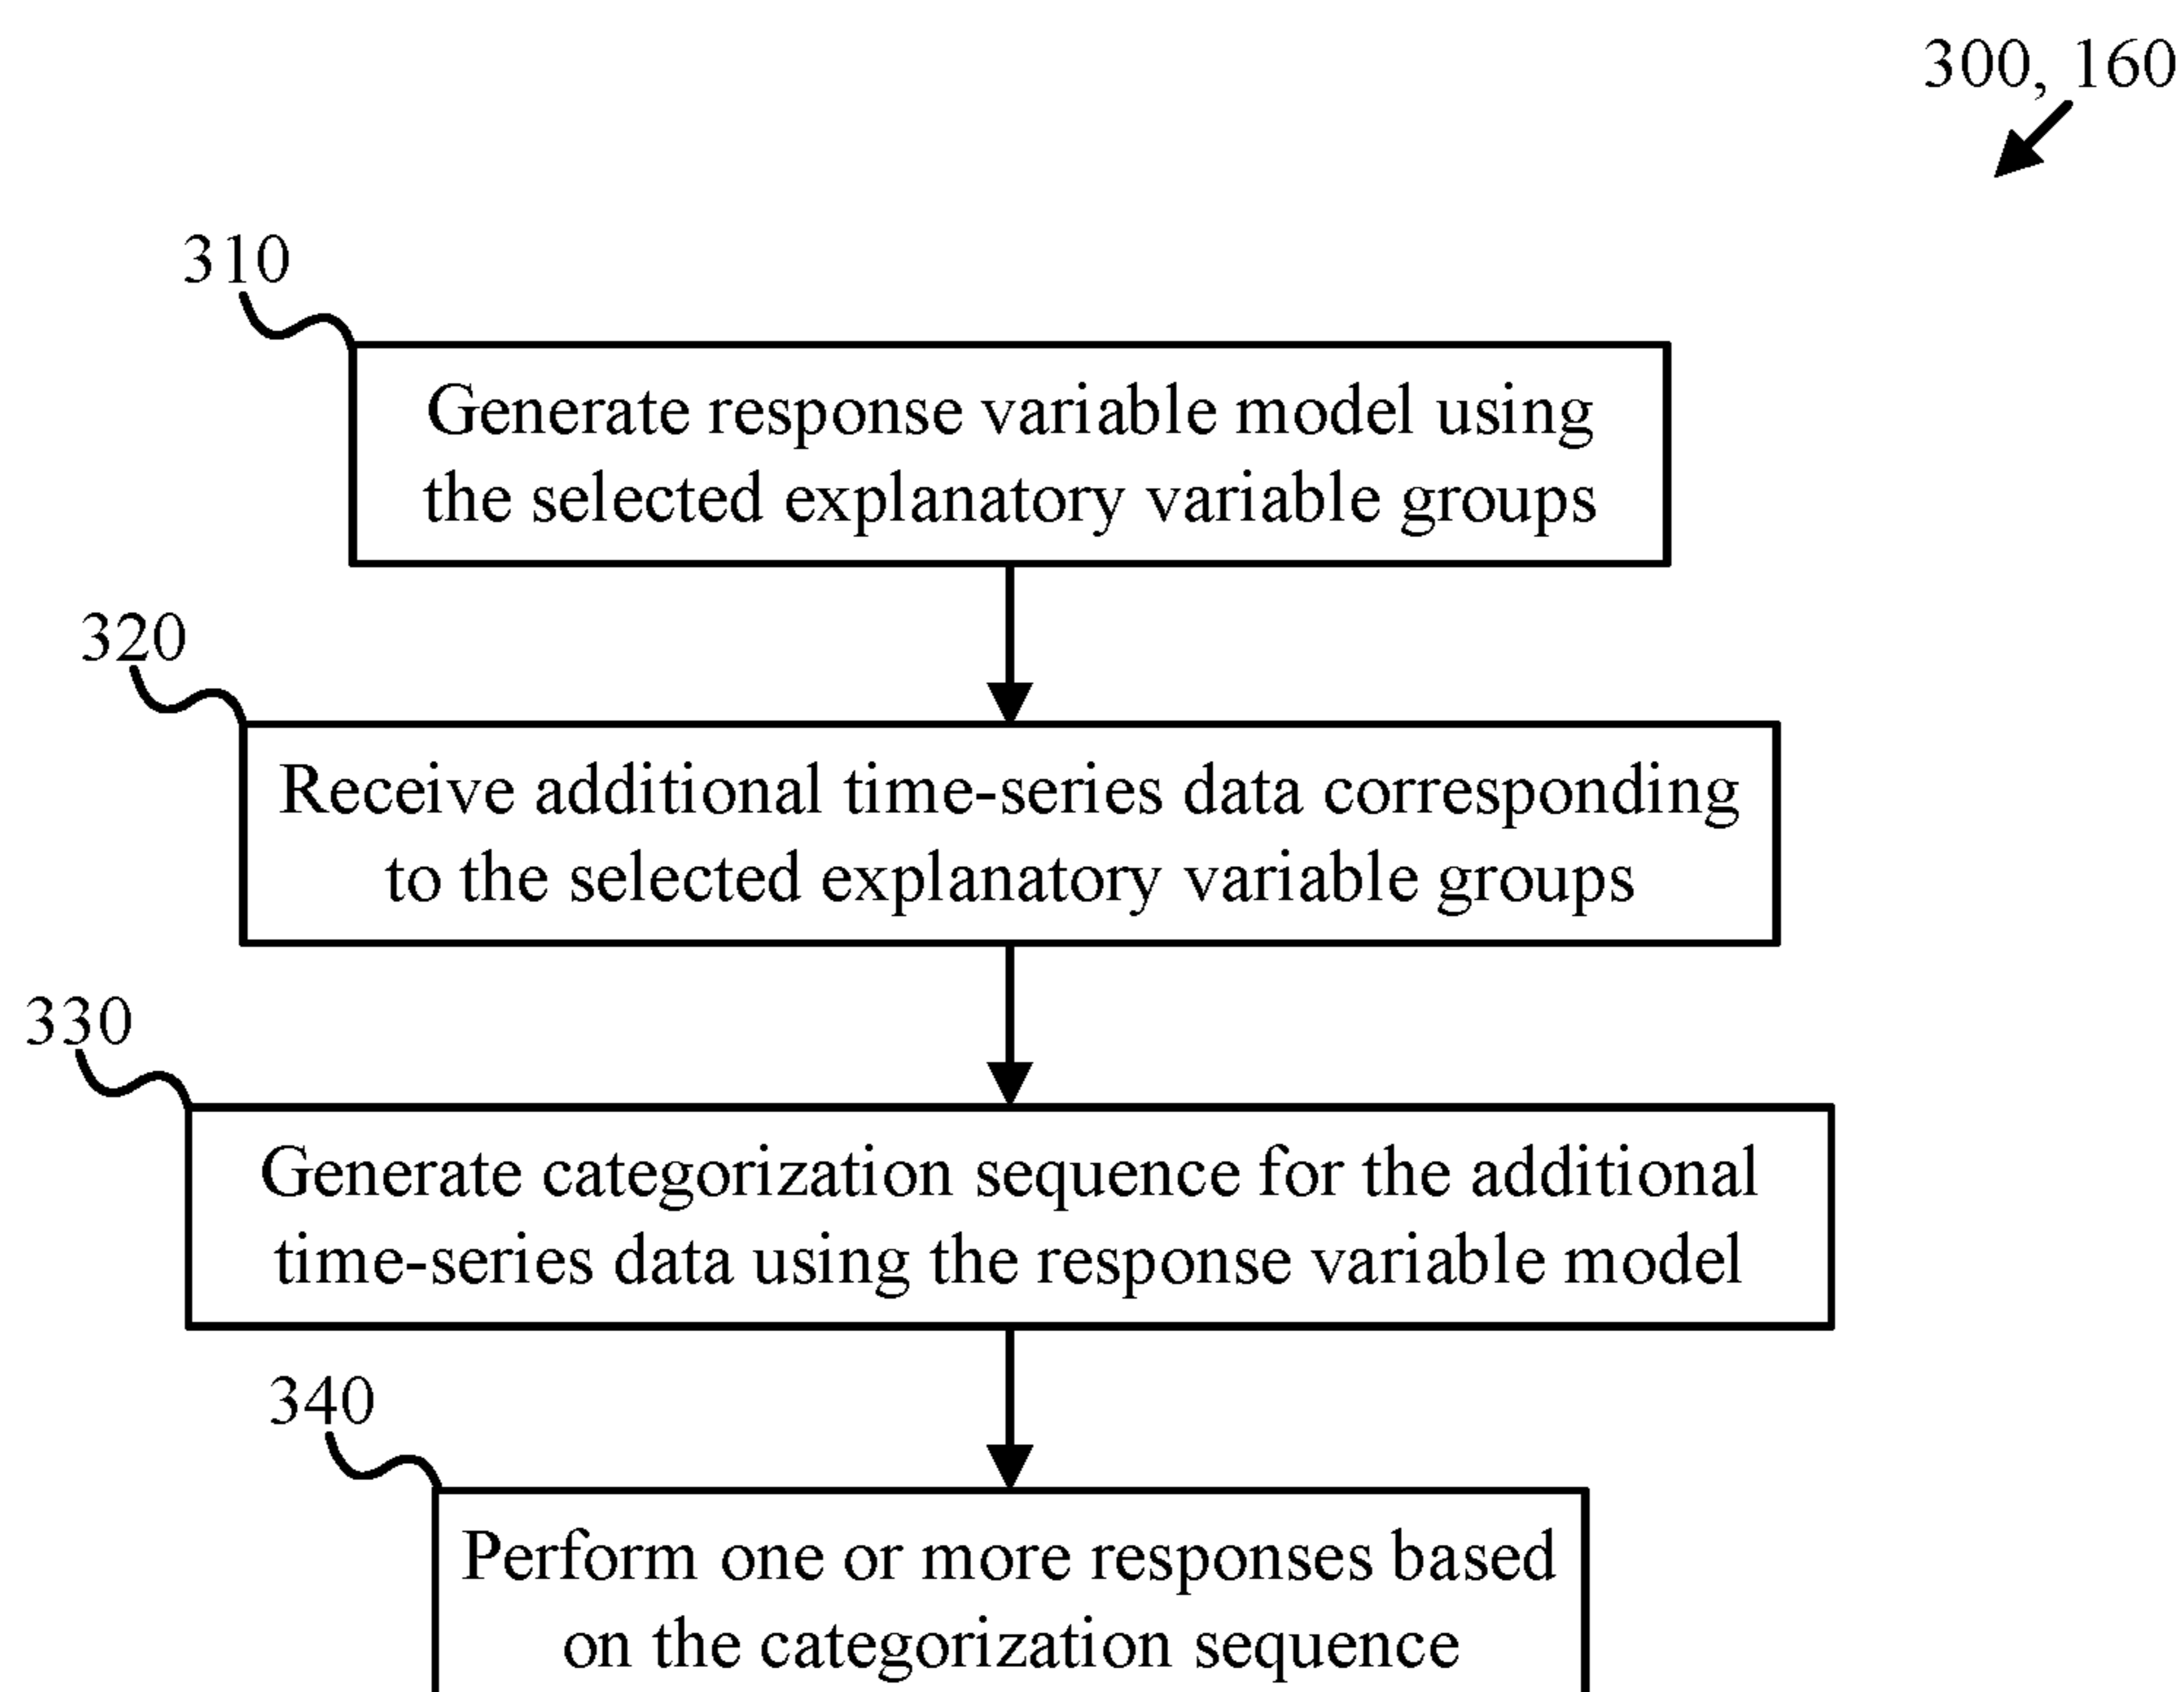 300, 160
310
Generate response variable model using
the selected explanatory variable groups
320
Receive additional time-series data corresponding
to the selected explanatory variable groups
330
Generate categorization sequence for the additional
time-series data using the response variable model
340
Perform one or more responses based
on the categorization sequence